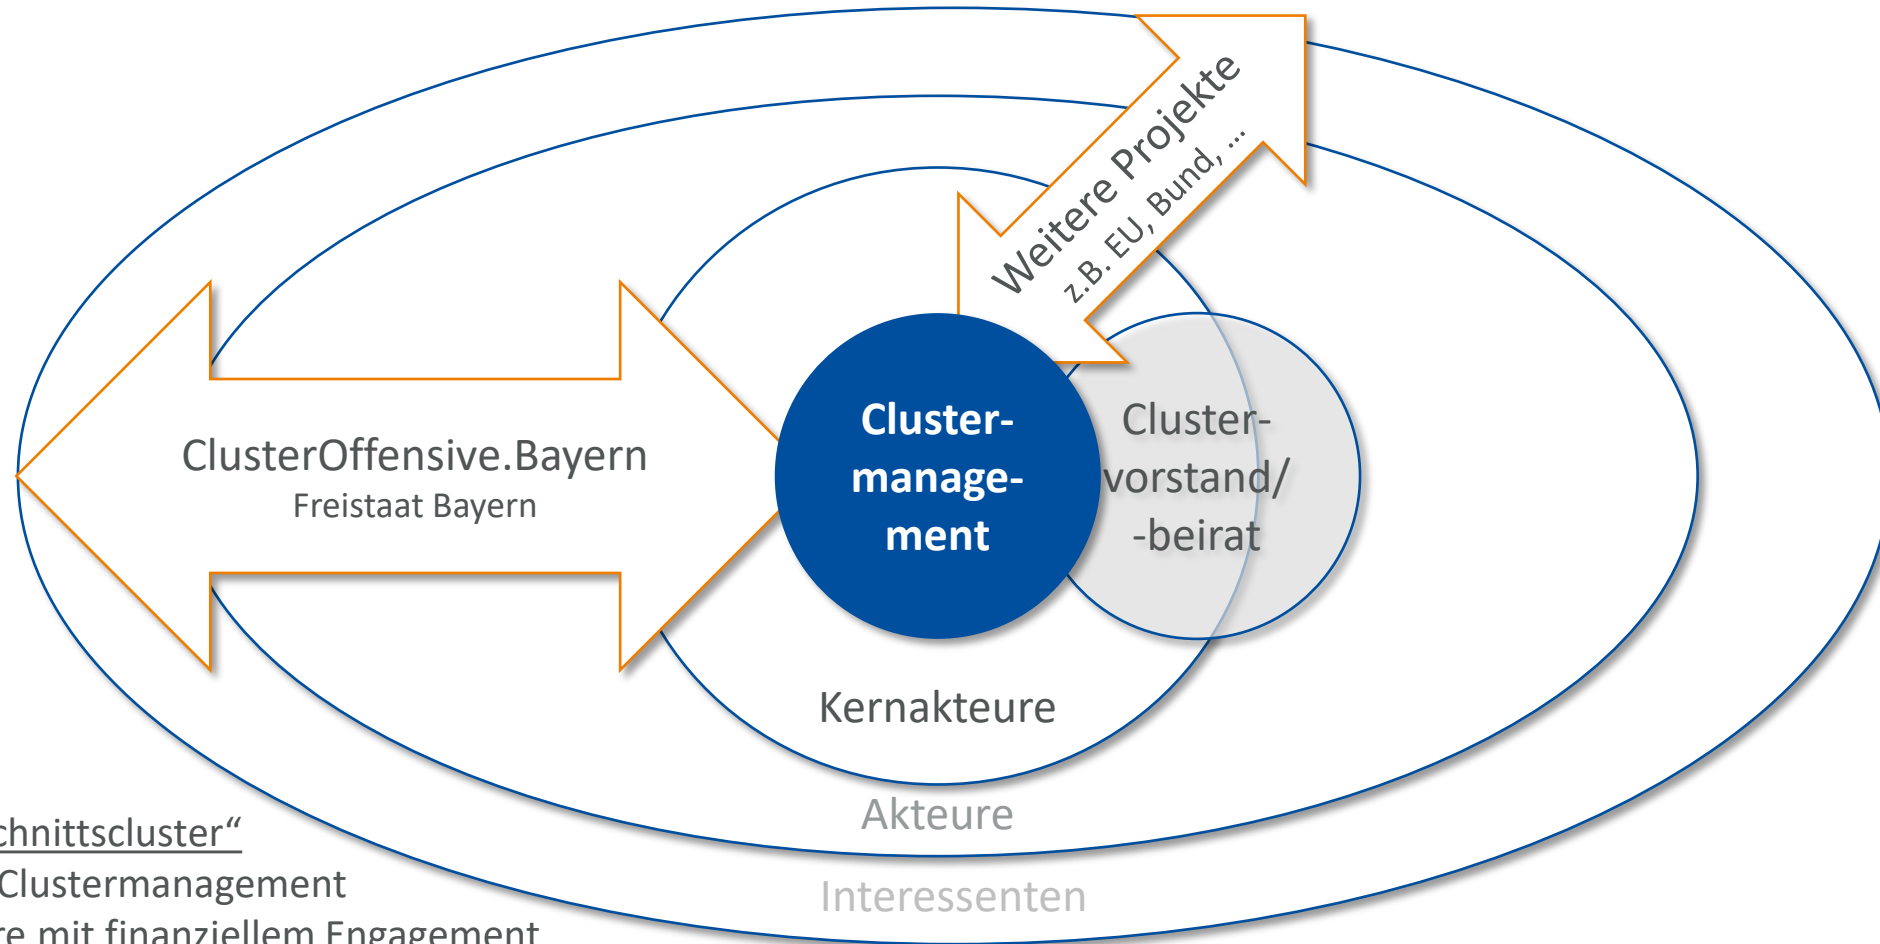 Weitere Projekte
z.B. EU, Bund, ...
ClusterOffensive.Bayern
Freistaat Bayern
Cluster-
manage-
ment
Cluster-
vorstand/
-beirat
Kernakteure
Akteure
Interessenten
chnittscluster“
Clustermanagement
re mit finanziellem Engagement